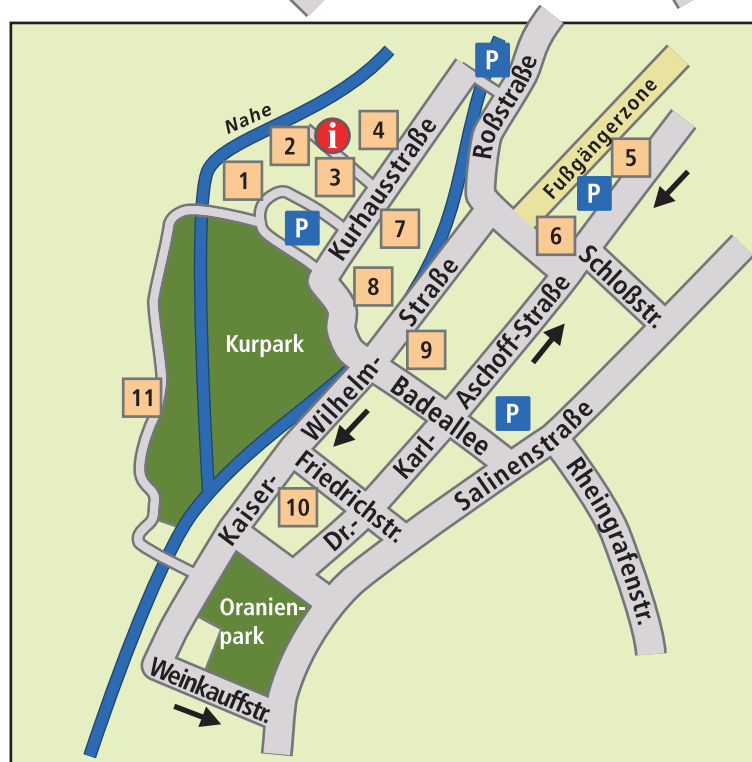 P
Nahe
Roßstraße
Fußgängerzone
4
2
i
5
3
1
P
Kurhausstraße
P
7
6
Schloßstr.
8
Kurpark
9
Kaiser-Wilhelm-Straße
Dr.-Karl-Aschoff-Straße
11
Badeallee
P
Salinenstraße
Friedrichstr.
10
Rheingrafenstr.
Oranien-
park
Weinkauffstr.